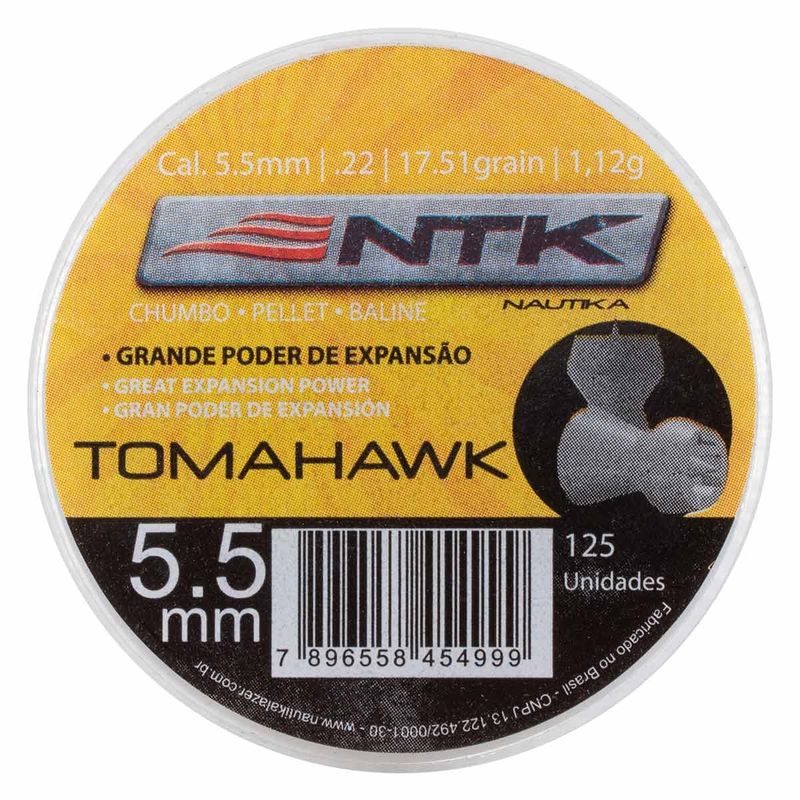 Cal. 5.5mm | .22 | 17.51grain | 1,12g
NTK
NAUTIKA
CHUMBO • PELLET • BALINE
• GRANDE PODER DE EXPANSÃO
• GREAT EXPANSION POWER
• GRAN PODER DE EXPANSIÓN
TOMAHAWK
5.5
mm
125
Unidades
7 896558 454999
Fabricado no Brasil - CNPJ 13.122.492/0001-30 - www.nautikalazer.com.br